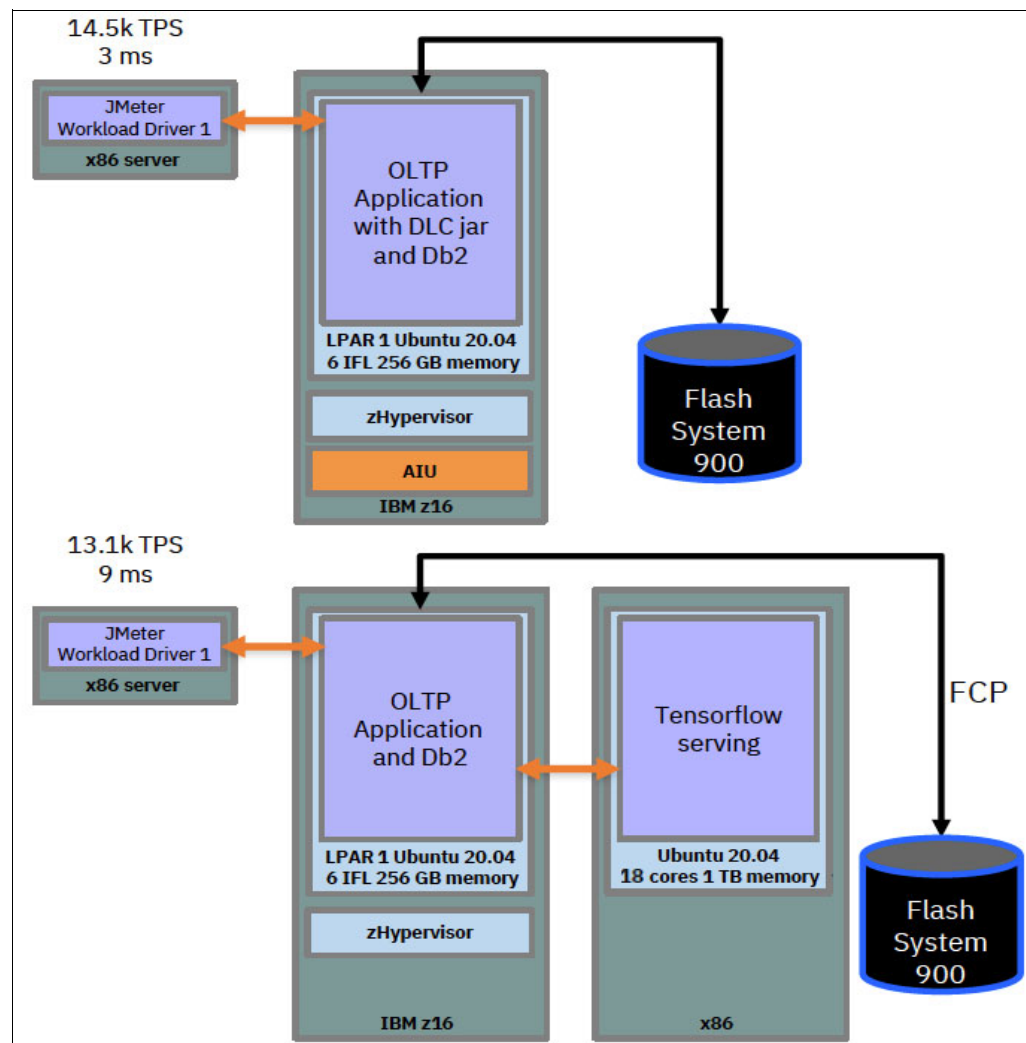 14.5k TPS
3 ms
JMeter
Workload Driver 1
x86 server
OLTP
Application
with DLC jar
and Db2
LPAR 1 Ubuntu 20.04
6 IFL 256 GB memory
zHypervisor
AIU
IBM z16
Flash
System
900
13.1k TPS
9 ms
JMeter
Workload Driver 1
x86 server
OLTP
Application
and Db2
LPAR 1 Ubuntu 20.04
6 IFL 256 GB memory
zHypervisor
IBM z16
Tensorflow
serving
Ubuntu 20.04
18 cores 1 TB memory
x86
FCP
Flash
System
900